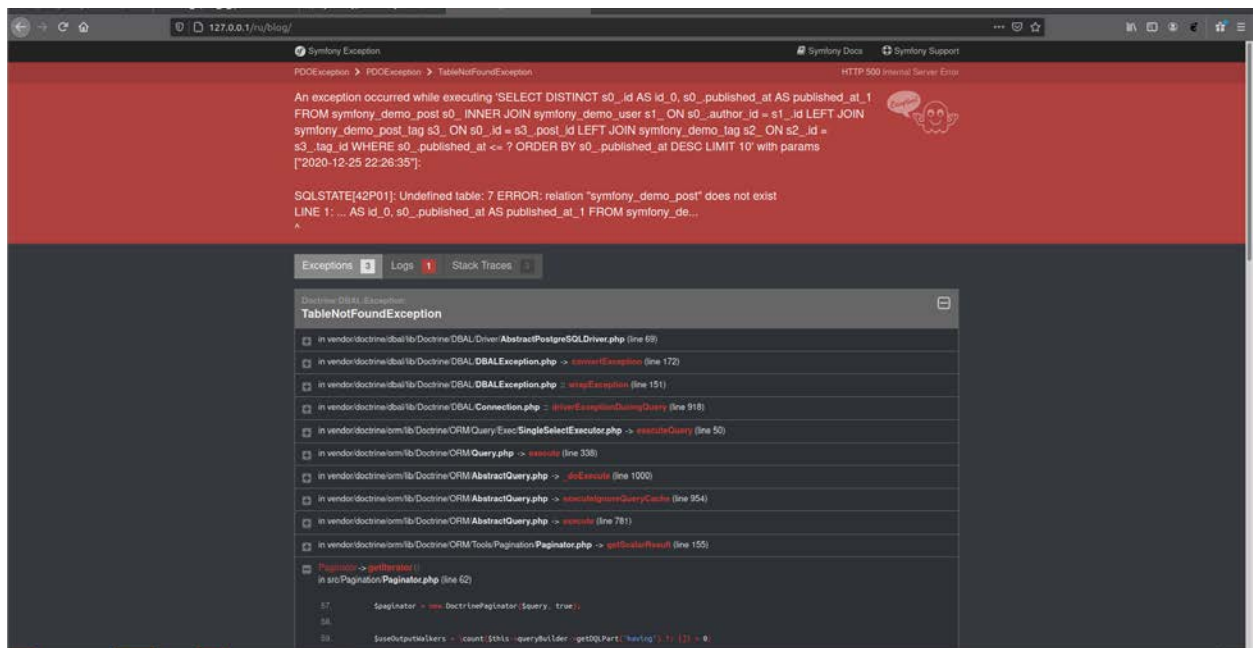 127.0.0.1/ru/blog/
Symfony Exception
Symfony Docs
Symfony Support
PDOException > PDOException > TableNotFoundException
HTTP 500 Internal Server Error
An exception occurred while executing 'SELECT DISTINCT s0_.id AS id_0, s0_.published_at AS published_at_1
FROM symfony_demo_post s0_ INNER JOIN symfony_demo_user s1_ ON s0_.author_id = s1_.id LEFT JOIN
symfony_demo_post_tag s3_ ON s0_.id = s3_.post_id LEFT JOIN symfony_demo_tag s2_ ON s2_.id =
s3_.tag_id WHERE s0_.published_at <= ? ORDER BY s0_.published_at DESC LIMIT 10' with params
["2020-12-25 22:26:35"]:
SQLSTATE[42P01]: Undefined table: 7 ERROR: relation "symfony_demo_post" does not exist
LINE 1: ... AS id_0, s0_.published_at AS published_at_1 FROM symfony_de...
^
Exceptions 3
Logs 1
Stack Traces 3
Doctrine\DBAL\Exception\
TableNotFoundException
in vendor/doctrine/dbal/lib/Doctrine/DBAL/Driver/AbstractPostgreSQLDriver.php (line 69)
in vendor/doctrine/dbal/lib/Doctrine/DBAL/DBALException.php -> convertException (line 172)
in vendor/doctrine/dbal/lib/Doctrine/DBAL/DBALException.php :: wrapException (line 151)
in vendor/doctrine/dbal/lib/Doctrine/DBAL/Connection.php :: driverExceptionDuringQuery (line 918)
in vendor/doctrine/orm/lib/Doctrine/ORM/Query/Exec/SingleSelectExecutor.php -> executeQuery (line 50)
in vendor/doctrine/orm/lib/Doctrine/ORM/Query.php -> execute (line 338)
in vendor/doctrine/orm/lib/Doctrine/ORM/AbstractQuery.php -> _doExecute (line 1000)
in vendor/doctrine/orm/lib/Doctrine/ORM/AbstractQuery.php -> executeIgnoreQueryCache (line 954)
in vendor/doctrine/orm/lib/Doctrine/ORM/AbstractQuery.php -> execute (line 781)
in vendor/doctrine/orm/lib/Doctrine/ORM/Tools/Pagination/Paginator.php -> getScalarResult (line 155)
Paginator-> getIterator()
in src/Pagination/Paginator.php (line 62)
57. $paginator = new DoctrinePaginator($query, true);
58.
59. $useOutputWalkers = \count($this->queryBuilder->getDQLPart('having') ?: []) > 0;